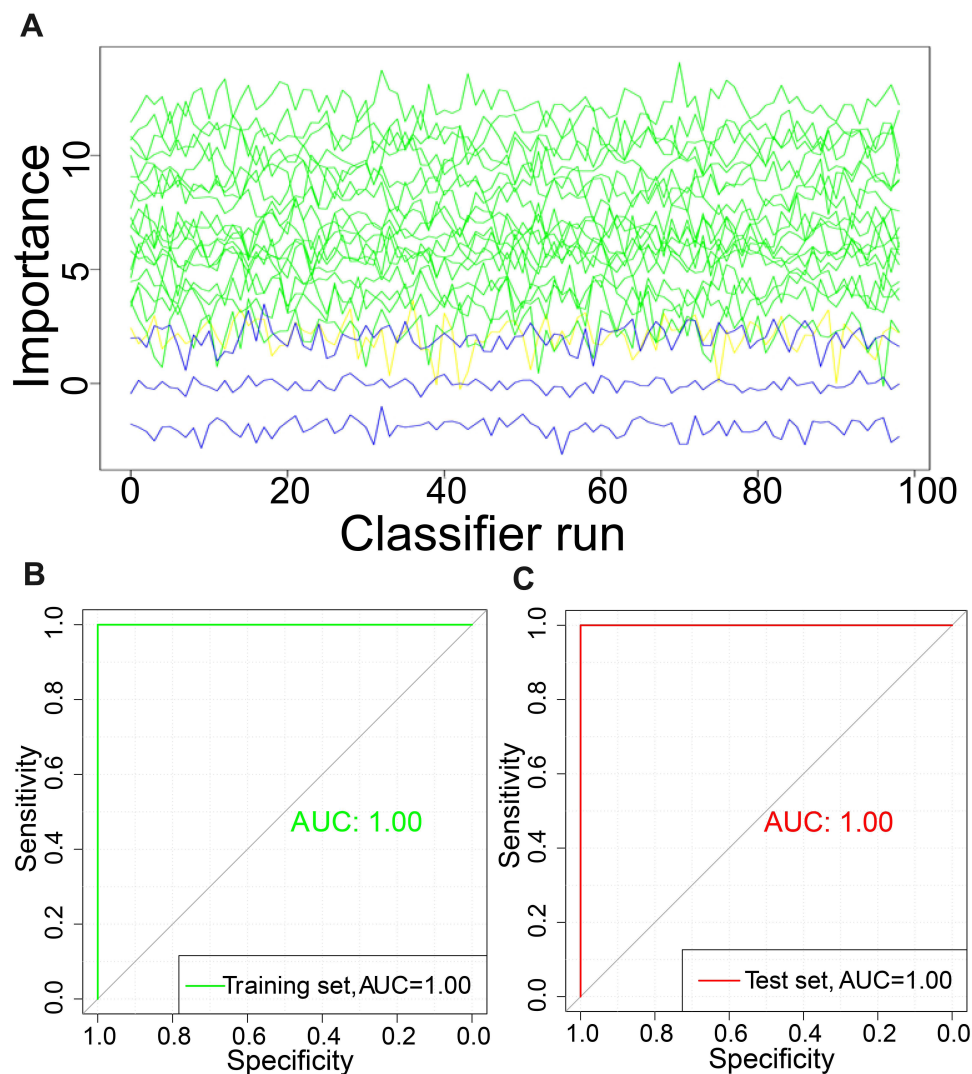 A
Importance
10
5
0
0 20 40 60 80 100
Classifier run
B
Sensitivity
1.0
0.8
0.6
0.4
0.2
0.0
AUC: 1.00
Training set, AUC=1.00
1.0 0.8 0.6 0.4 0.2 0.0
Specificity
C
Sensitivity
1.0
0.8
0.6
0.4
0.2
0.0
AUC: 1.00
Test set, AUC=1.00
1.0 0.8 0.6 0.4 0.2 0.0
Specificity